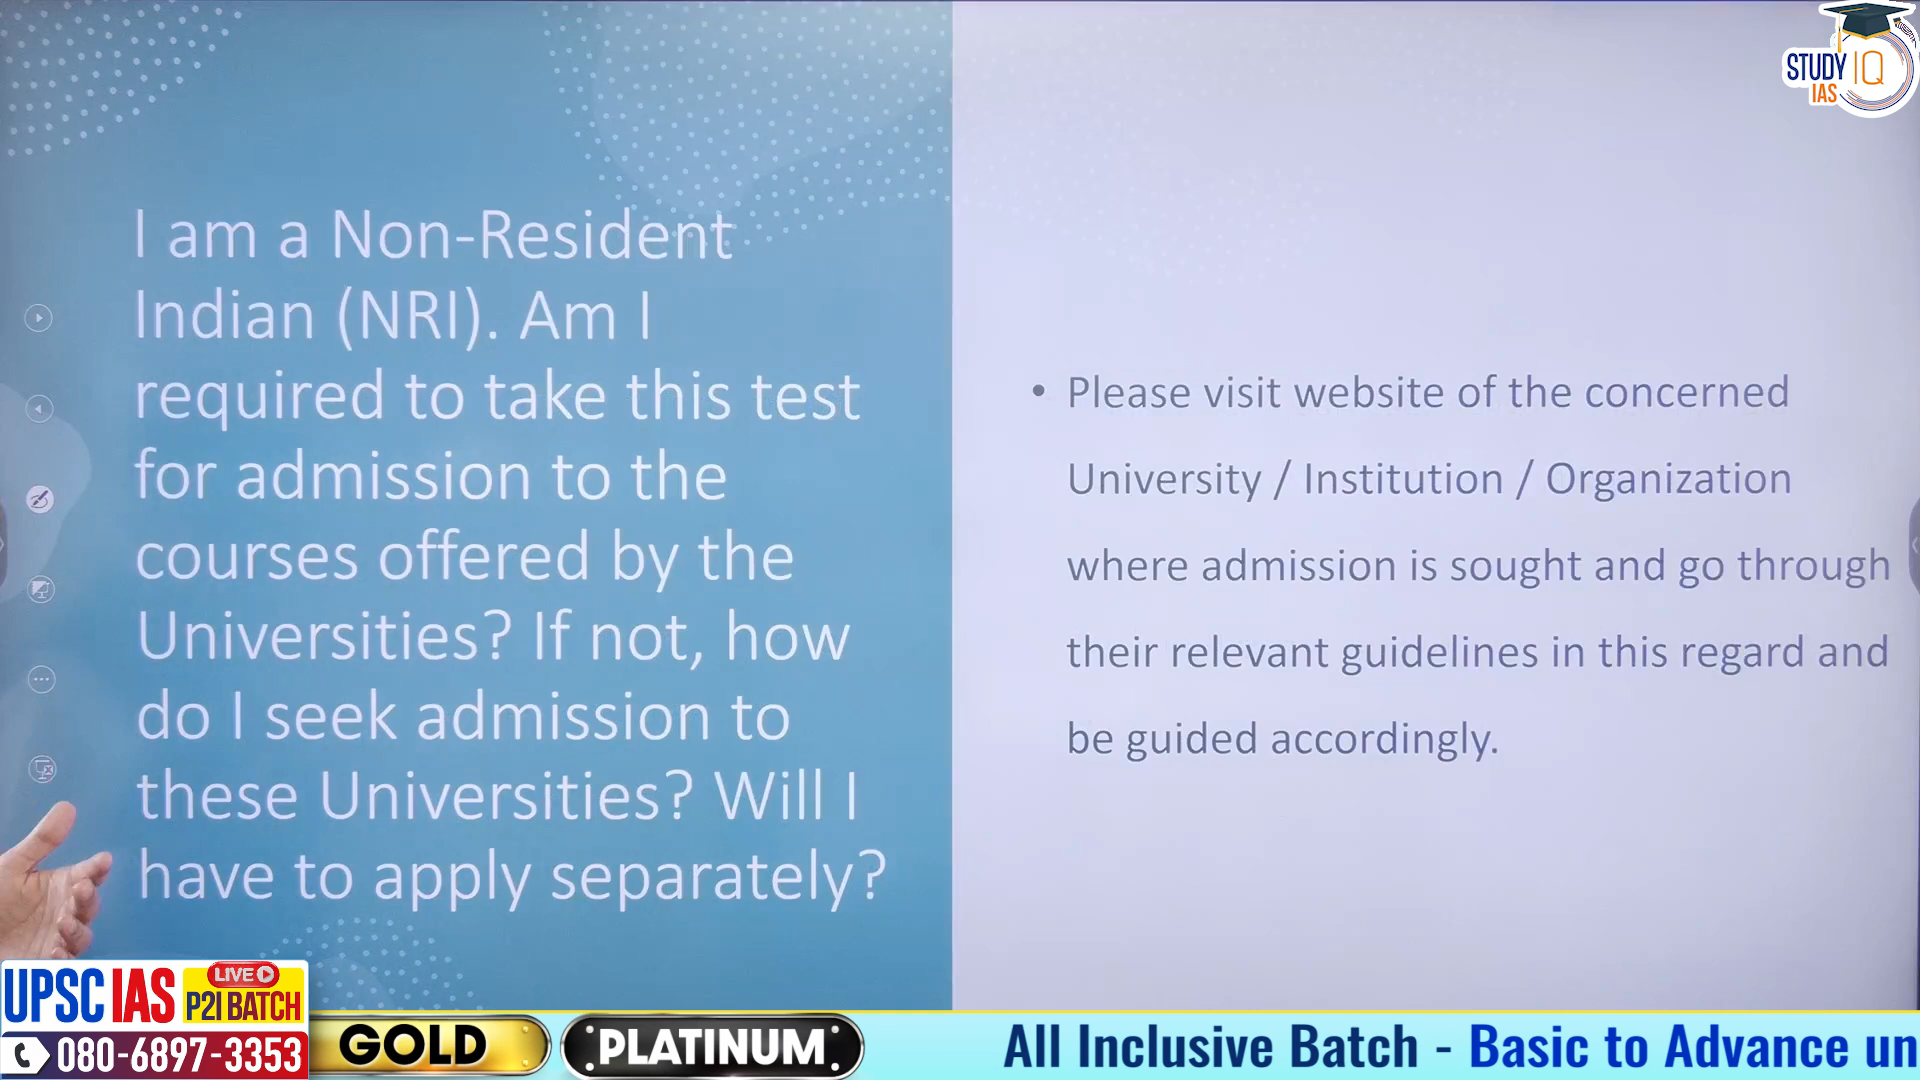 I am a Non-Resident
Indian (NRI). Am I
required to take this test
for admission to the
courses offered by the
Universities? If not, how
do I seek admission to
these Universities? Will I
have to apply separately?
• Please visit website of the concerned
University / Institution / Organization
where admission is sought and go through
their relevant guidelines in this regard and
be guided accordingly.
STUDY IQ
IAS
UPSC IAS
LIVE
P2I BATCH
080-6897-3353
GOLD
PLATINUM
All Inclusive Batch - Basic to Advance un